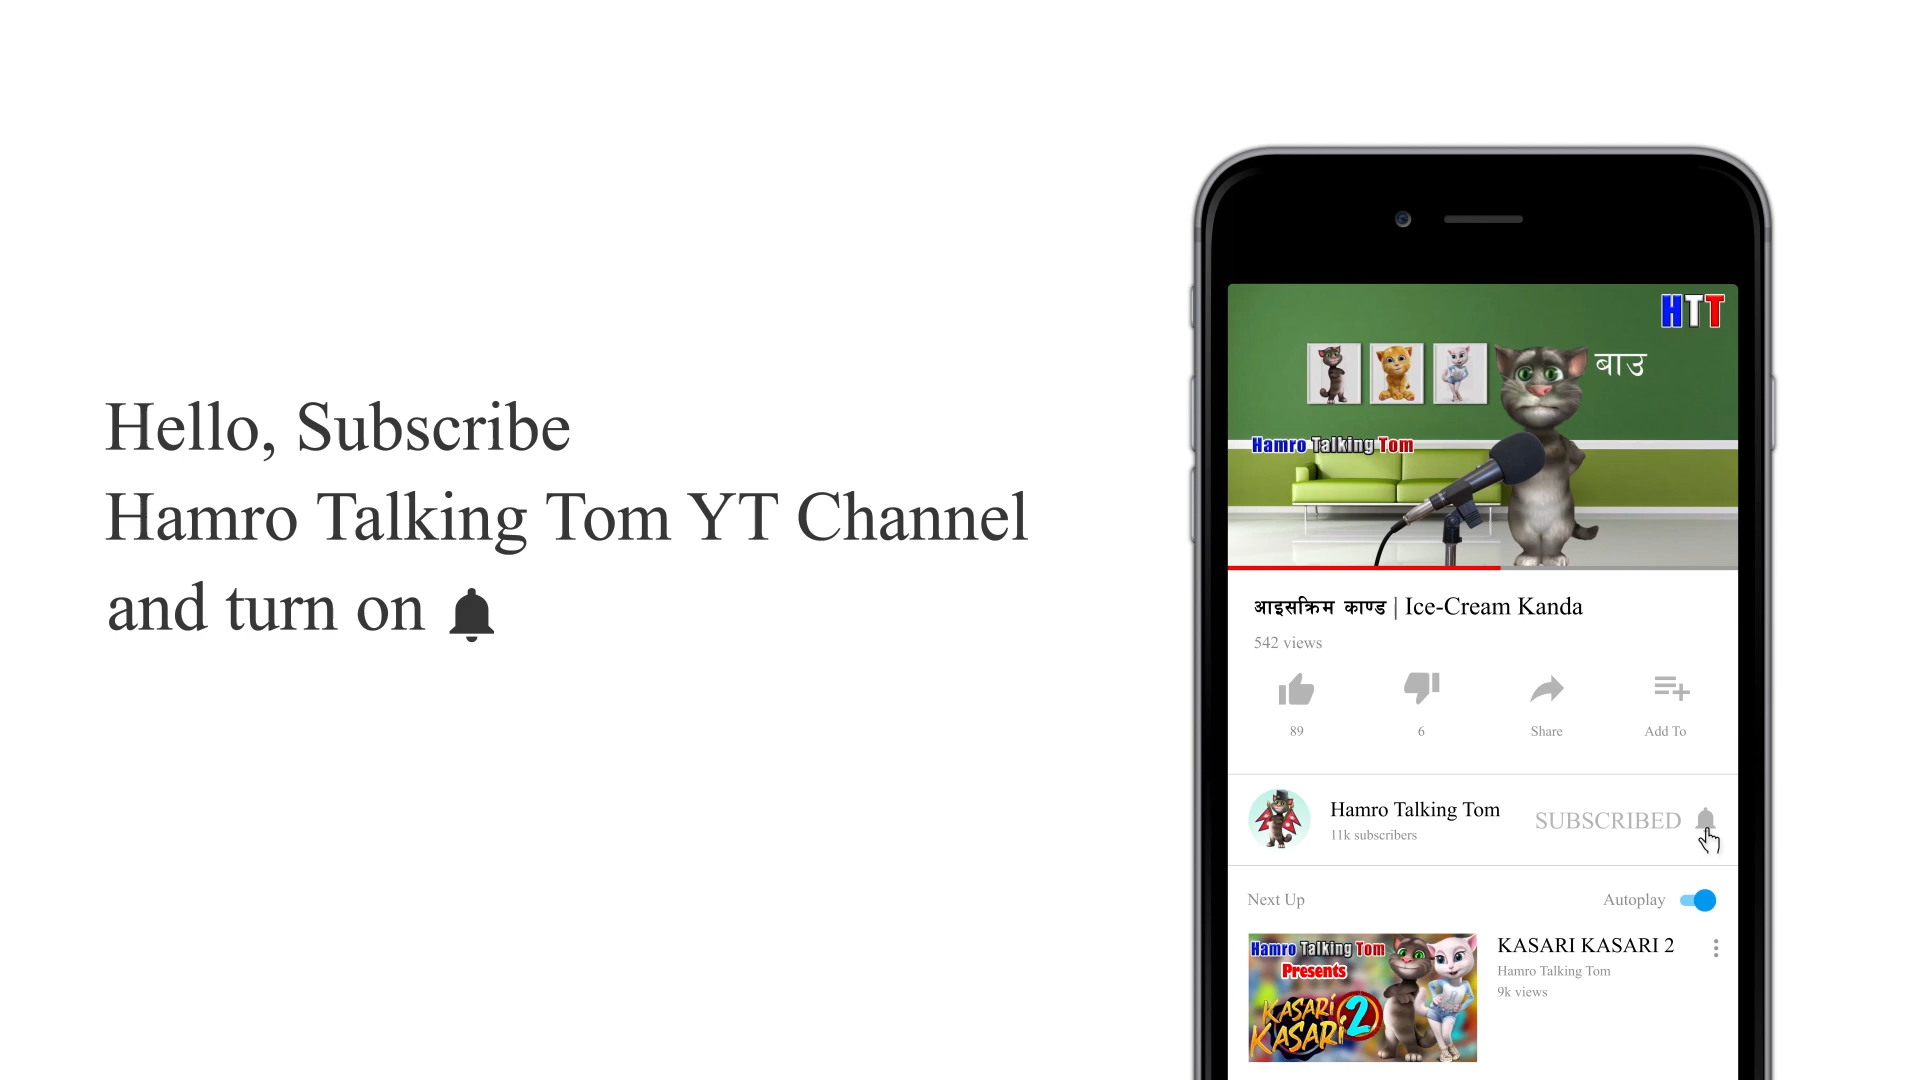 Hello, Subscribe
Hamro Talking Tom YT Channel
and turn on
HTT
बाउ
Hamro Talking Tom
आइसक्रिम काण्ड | Ice-Cream Kanda
542 views
89
6
Share
Add To
Hamro Talking Tom
11k subscribers
SUBSCRIBED
Next Up
Autoplay
Hamro Talking Tom
Presents
KASARI
KASARI 2
KASARI KASARI 2
Hamro Talking Tom
9k views